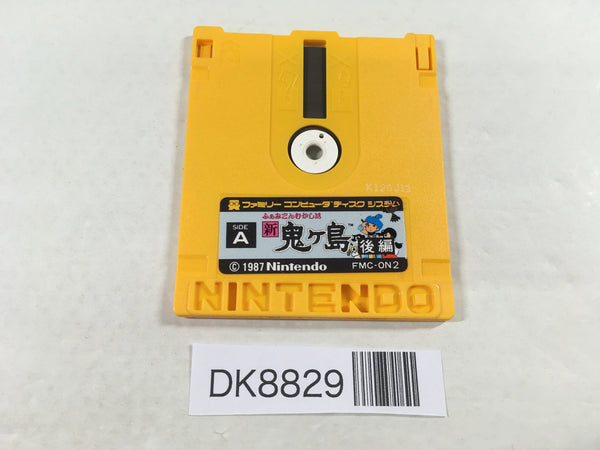 K120J13
ファミリー コンピュータ ディスク システム
ふぁみこんむかし話
SIDE A
新 鬼ヶ島™ 後編
© 1987 Nintendo
FMC-ON2
NINTENDO
DK8829